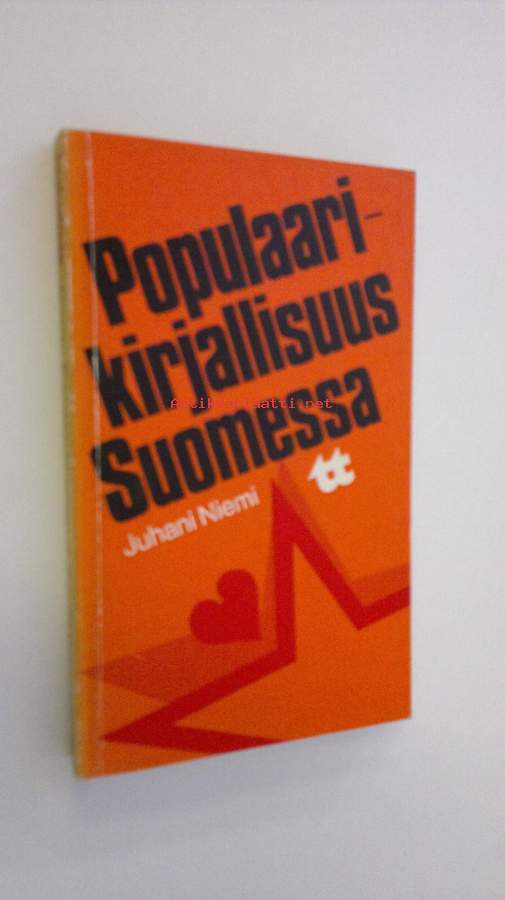 Populaari-
kirjallisuus
Suomessa
Juhani Niemi
tt